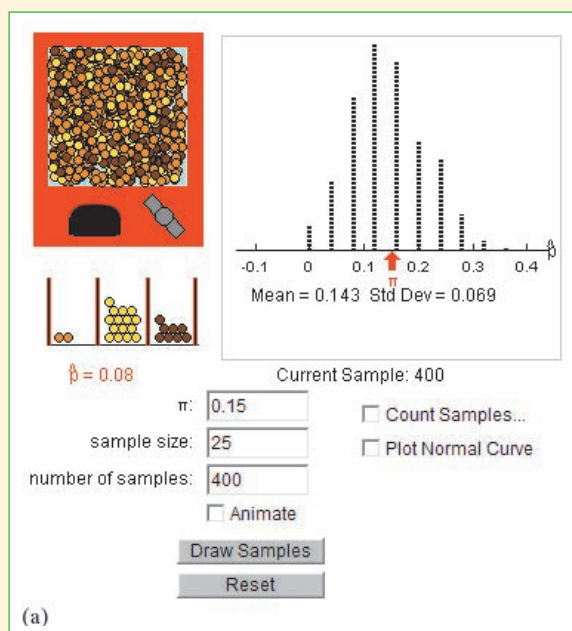 -0.1 0 0.1 0.2 0.3 0.4 p̂
π
Mean = 0.143 Std Dev = 0.069
p̂ = 0.08
Current Sample: 400
π: 0.15
Count Samples...
sample size: 25
Plot Normal Curve
number of samples: 400
Animate
Draw Samples
Reset
(a)